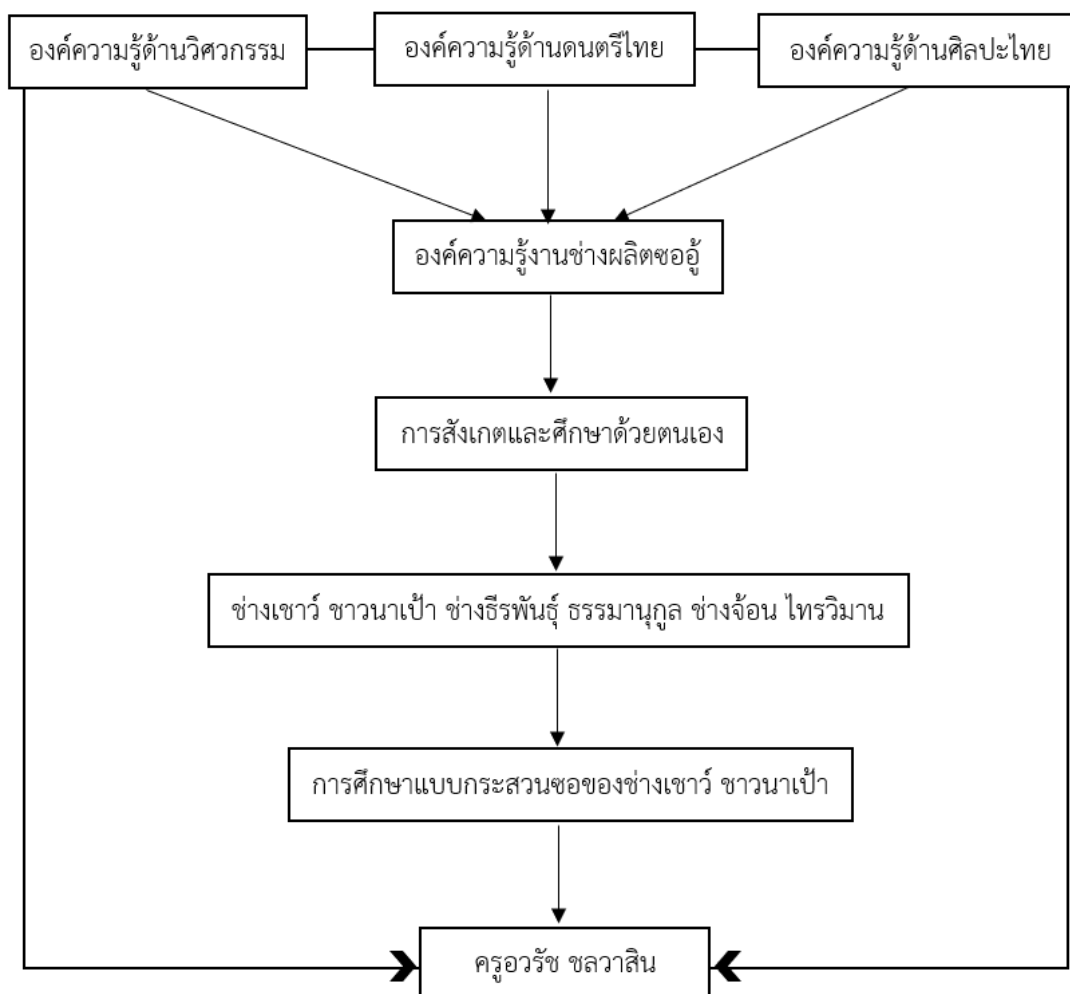 องค์ความรู้ด้านวิศวกรรม
องค์ความรู้ด้านดนตรีไทย
องค์ความรู้ด้านศิลปะไทย
องค์ความรู้งานช่างผลิตซออู้
การสังเกตและศึกษาด้วยตนเอง
ช่างเชาว์ ชาวนาเป้า ช่างธีรพันธุ์ ธรรมานุกูล ช่างจ้อน ไทรวิมาน
การศึกษาแบบกระสวนซอของช่างเชาว์ ชาวนาเป้า
ครูอวรัช ชลวาสิน